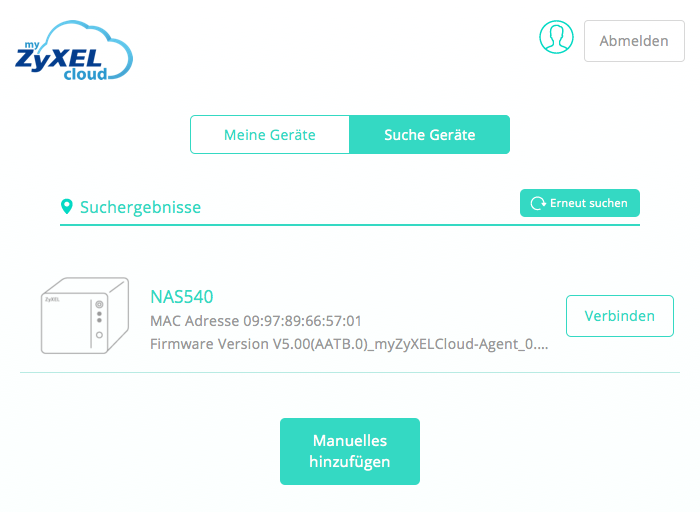 my
ZyXEL
cloud
Abmelden
Meine Geräte
Suche Geräte
Suchergebnisse
Erneut suchen
ZyXEL
NAS540
MAC Adresse 09:97:89:66:57:01
Firmware Version V5.00(AATB.0)_myZyXELCloud-Agent_0....
Verbinden
Manuelles
hinzufügen